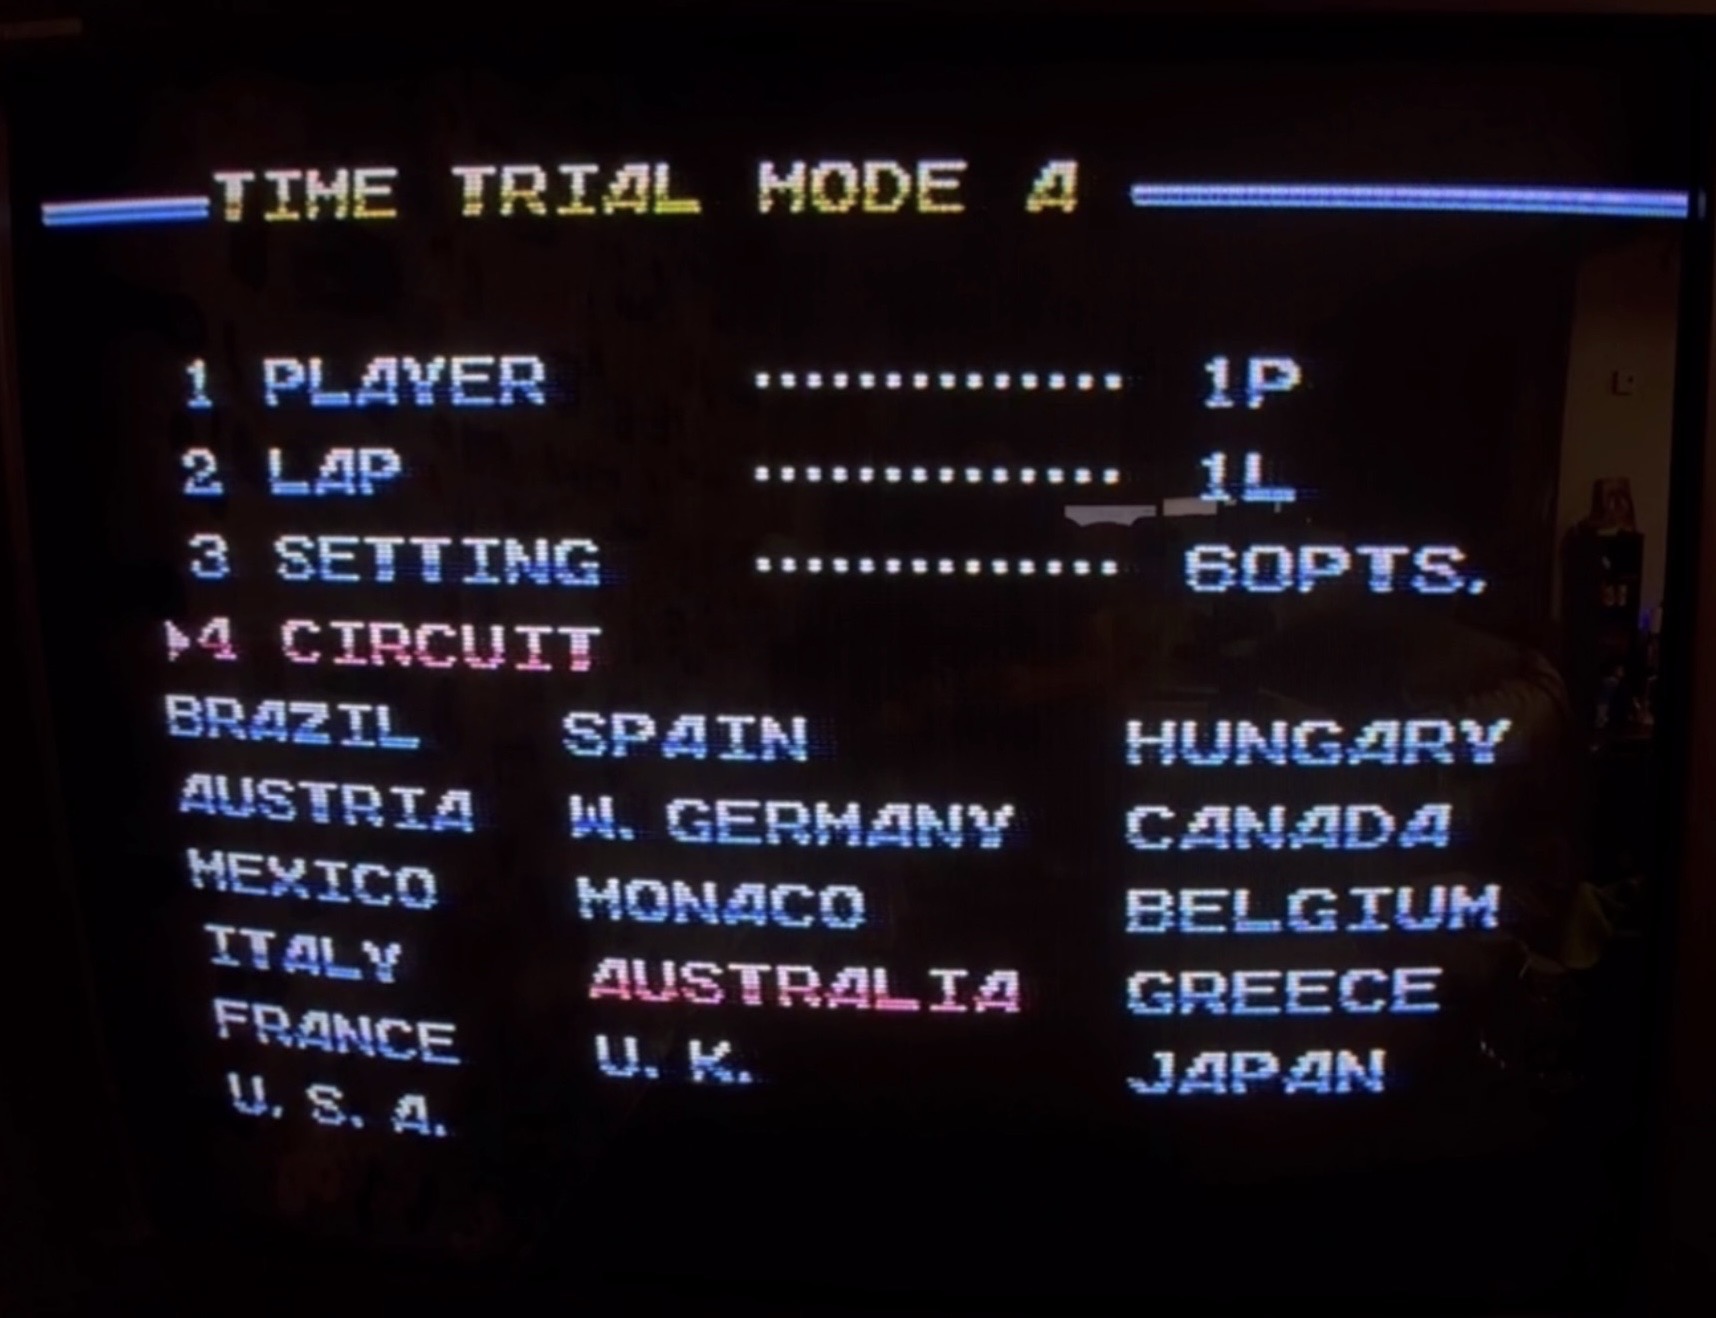 TIME TRIAL MODE A
1 PLAYER .............. 1P
2 LAP .............. 1L
3 SETTING .............. 60PTS.
▶4 CIRCUIT
BRAZIL SPAIN HUNGARY
AUSTRIA W. GERMANY CANADA
MEXICO MONACO BELGIUM
ITALY AUSTRALIA GREECE
FRANCE U. K. JAPAN
U. S. A.